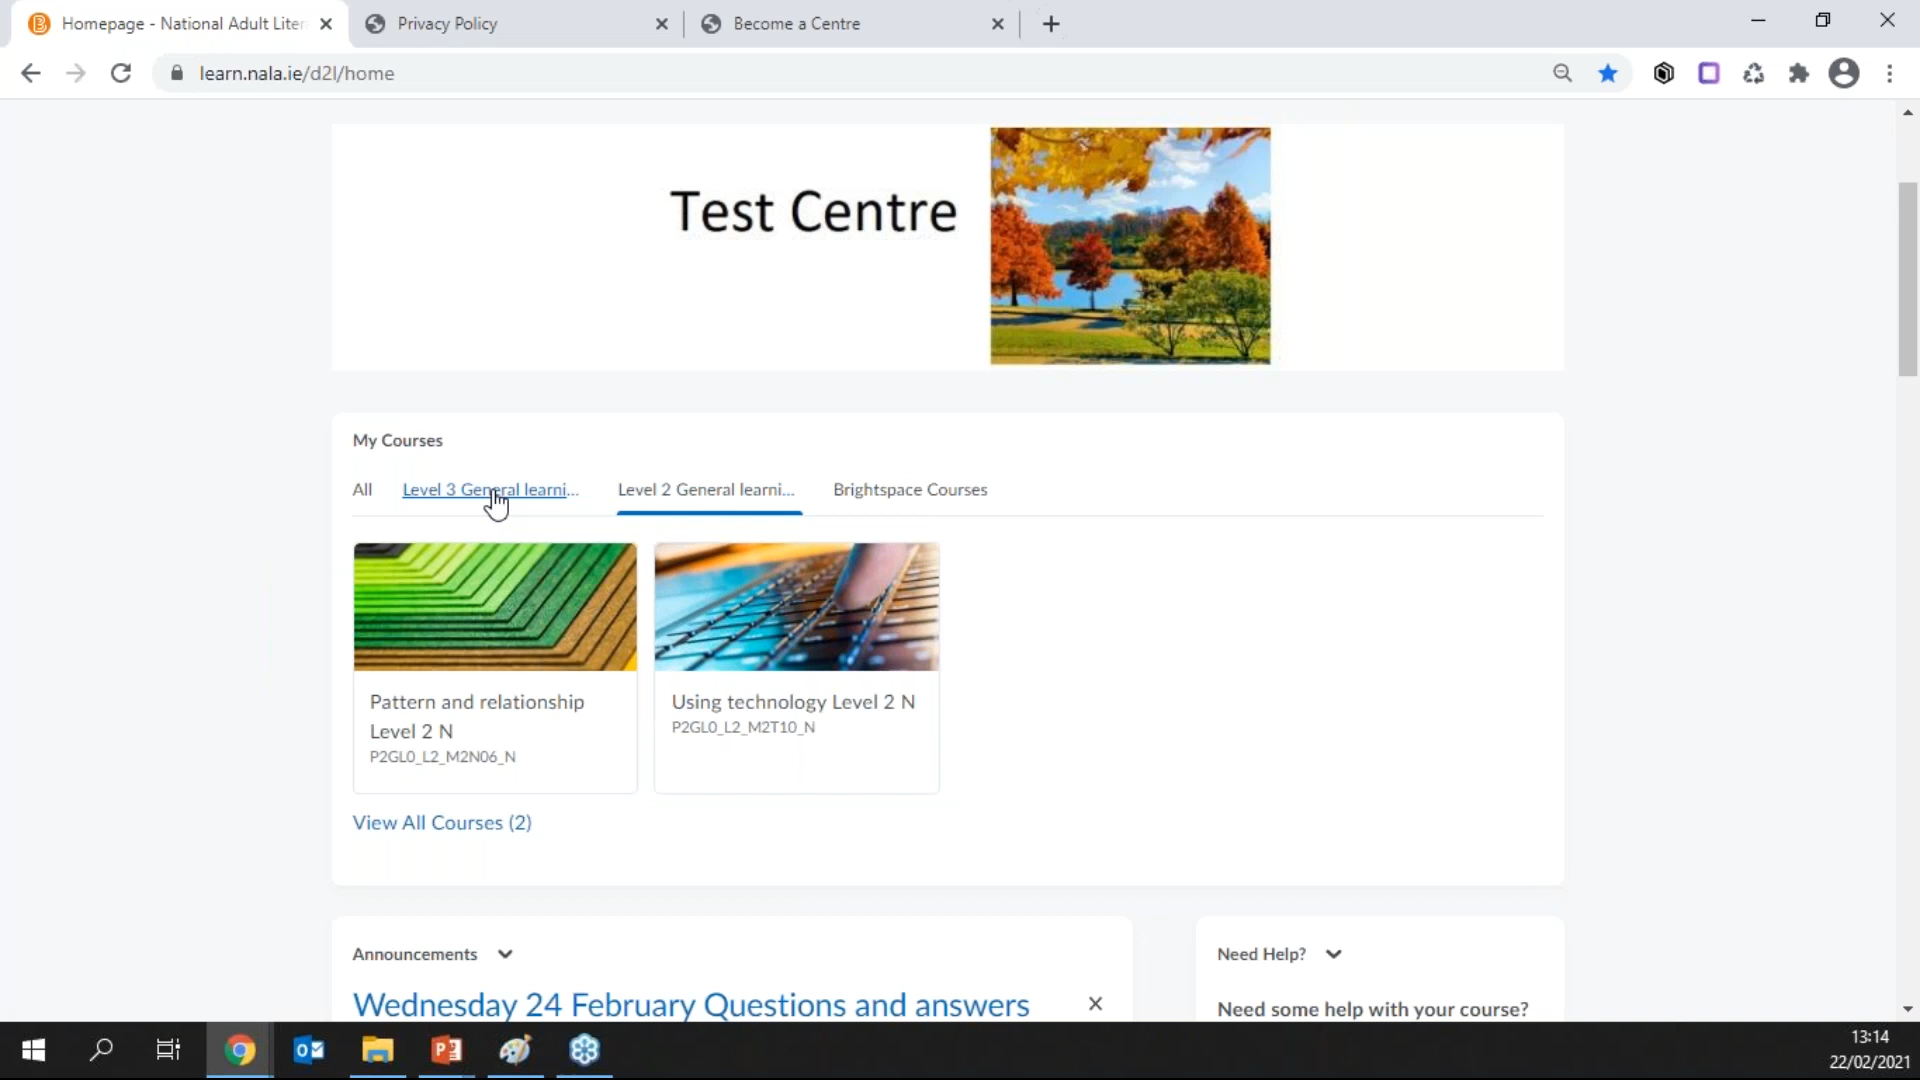 Homepage - National Adult Liter
Privacy Policy
Become a Centre
learn.nala.ie/d2l/home
Test Centre
My Courses
All
Level 3 General learni...
Level 2 General learni...
Brightspace Courses
Pattern and relationship
Level 2 N
P2GL0_L2_M2N06_N
Using technology Level 2 N
P2GL0_L2_M2T10_N
View All Courses (2)
Announcements
Need Help?
Wednesday 24 February Questions and answers
Need some help with your course?
13:14
22/02/2021